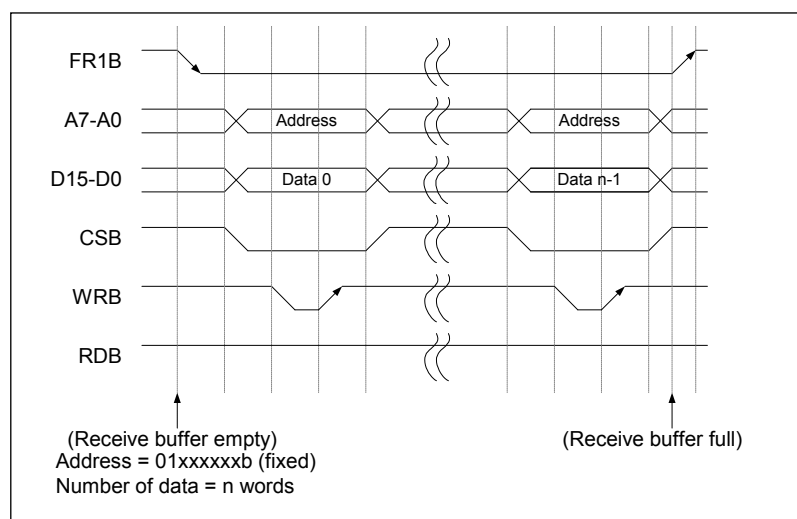 FR1B
A7-A0 Address Address
D15-D0 Data 0 Data n-1
CSB
WRB
RDB
(Receive buffer empty) (Receive buffer full)
Address = 01xxxxxxb (fixed)
Number of data = n words